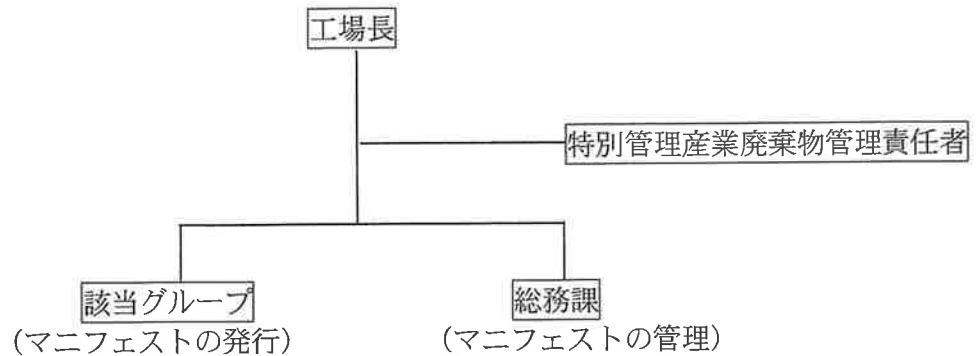 工場長
特別管理産業廃棄物管理責任者
該当グループ
総務課
(マニフェストの発行)
(マニフェストの管理)